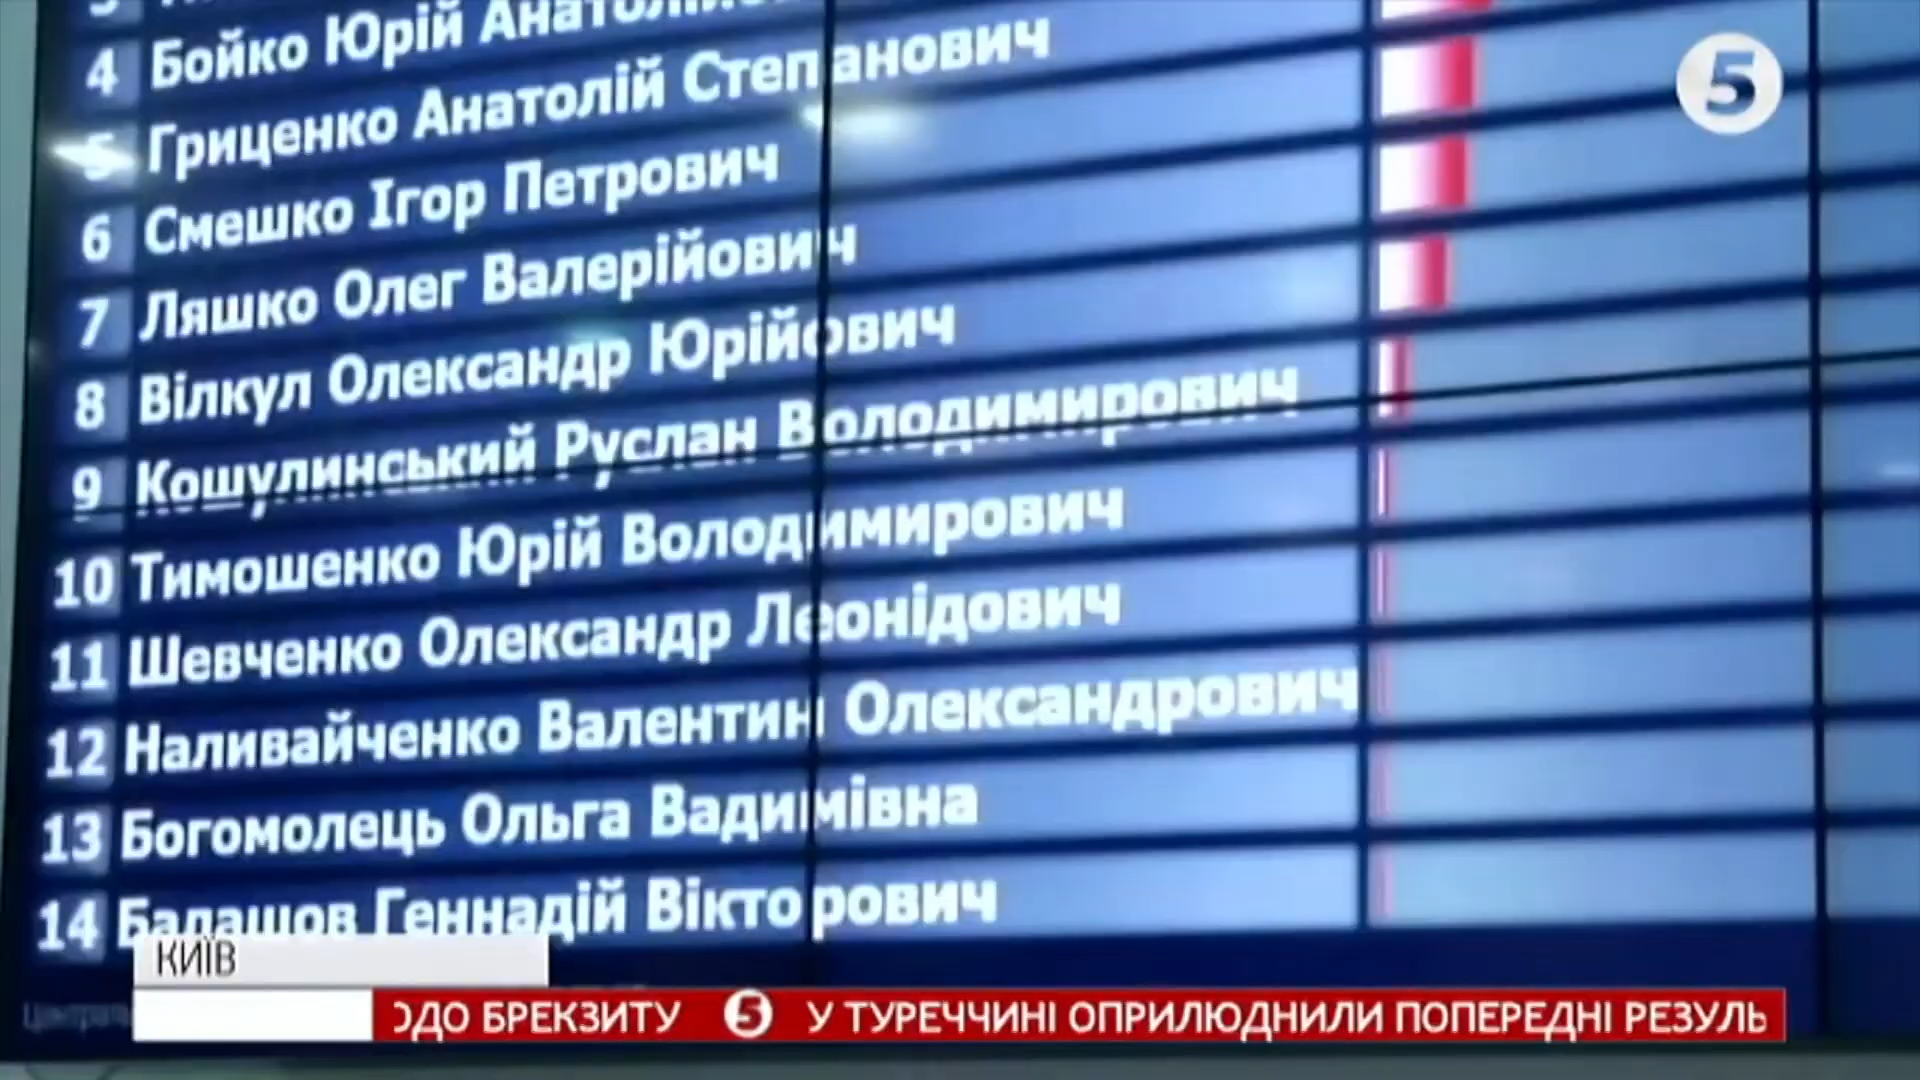 4 Бойко Юрій
5 Гриценко Анатолій Степанович
6 Смешко Ігор Петрович
7 Ляшко Олег Валерійович
8 Вілкул Олександр Юрійович
9 Кошулинський Руслан Володимирович
10 Тимошенко Юрій Володимирович
11 Шевченко Олександр Леонідович
12 Наливайченко Валентин Олександрович
13 Богомолець Ольга Вадимівна
14 Балашов Геннадій Вікторович
5
КИЇВ
ОДО БРЕКЗИТУ 5 У ТУРЕЧЧИНІ ОПРИЛЮДНИЛИ ПОПЕРЕДНІ РЕЗУЛЬ